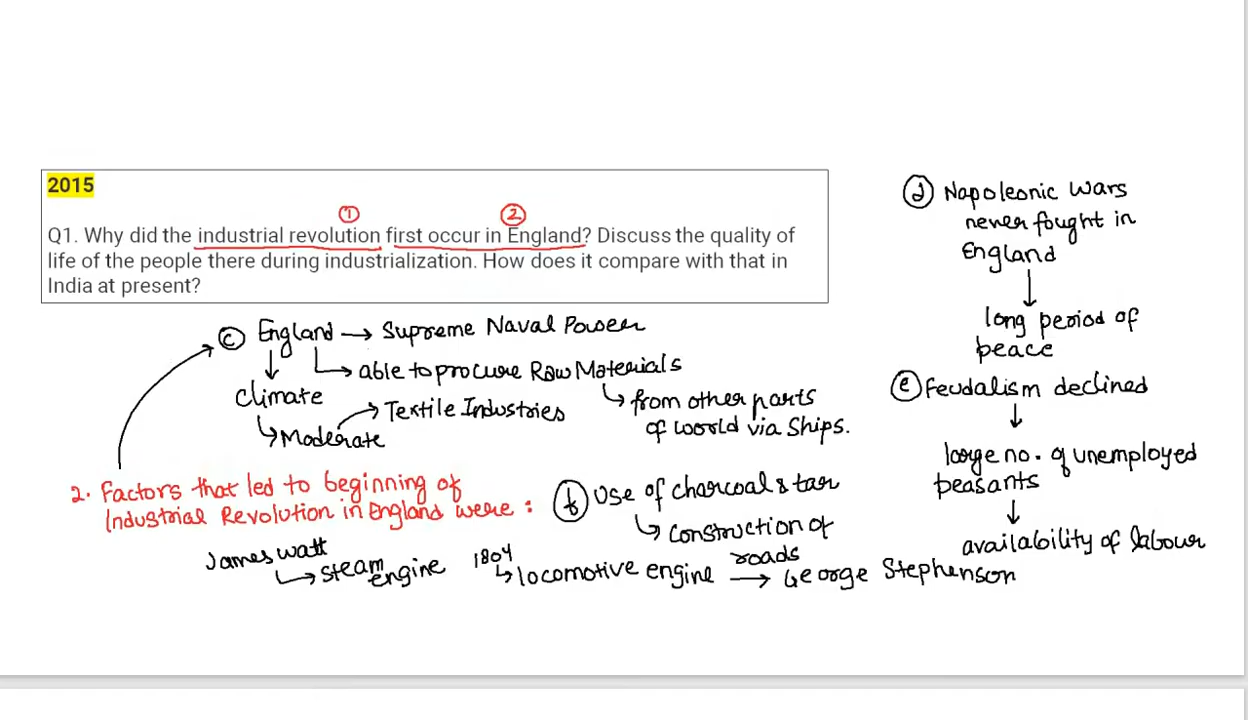 2015
Q1. Why did the industrial revolution first occur in England? Discuss the quality of
life of the people there during industrialization. How does it compare with that in
India at present?
①
②
ⓒ England → Supreme Naval Power
↓ ↳ able to procure Raw Materials
↳ from other parts
of world via Ships.
climate
↳ Moderate
→ Textile Industries
2. Factors that led to beginning of
Industrial Revolution in England were :
James Watt
↳ steam
engine
ⓑ Use of charcoal & tar
↳ construction of
roads
1804
↳ locomotive engine → George Stephenson
ⓓ Napoleonic Wars
never fought in
England
↓
long period of
peace
ⓔ Feudalism declined
↓
large no. of unemployed
peasants
↓
availability of labour